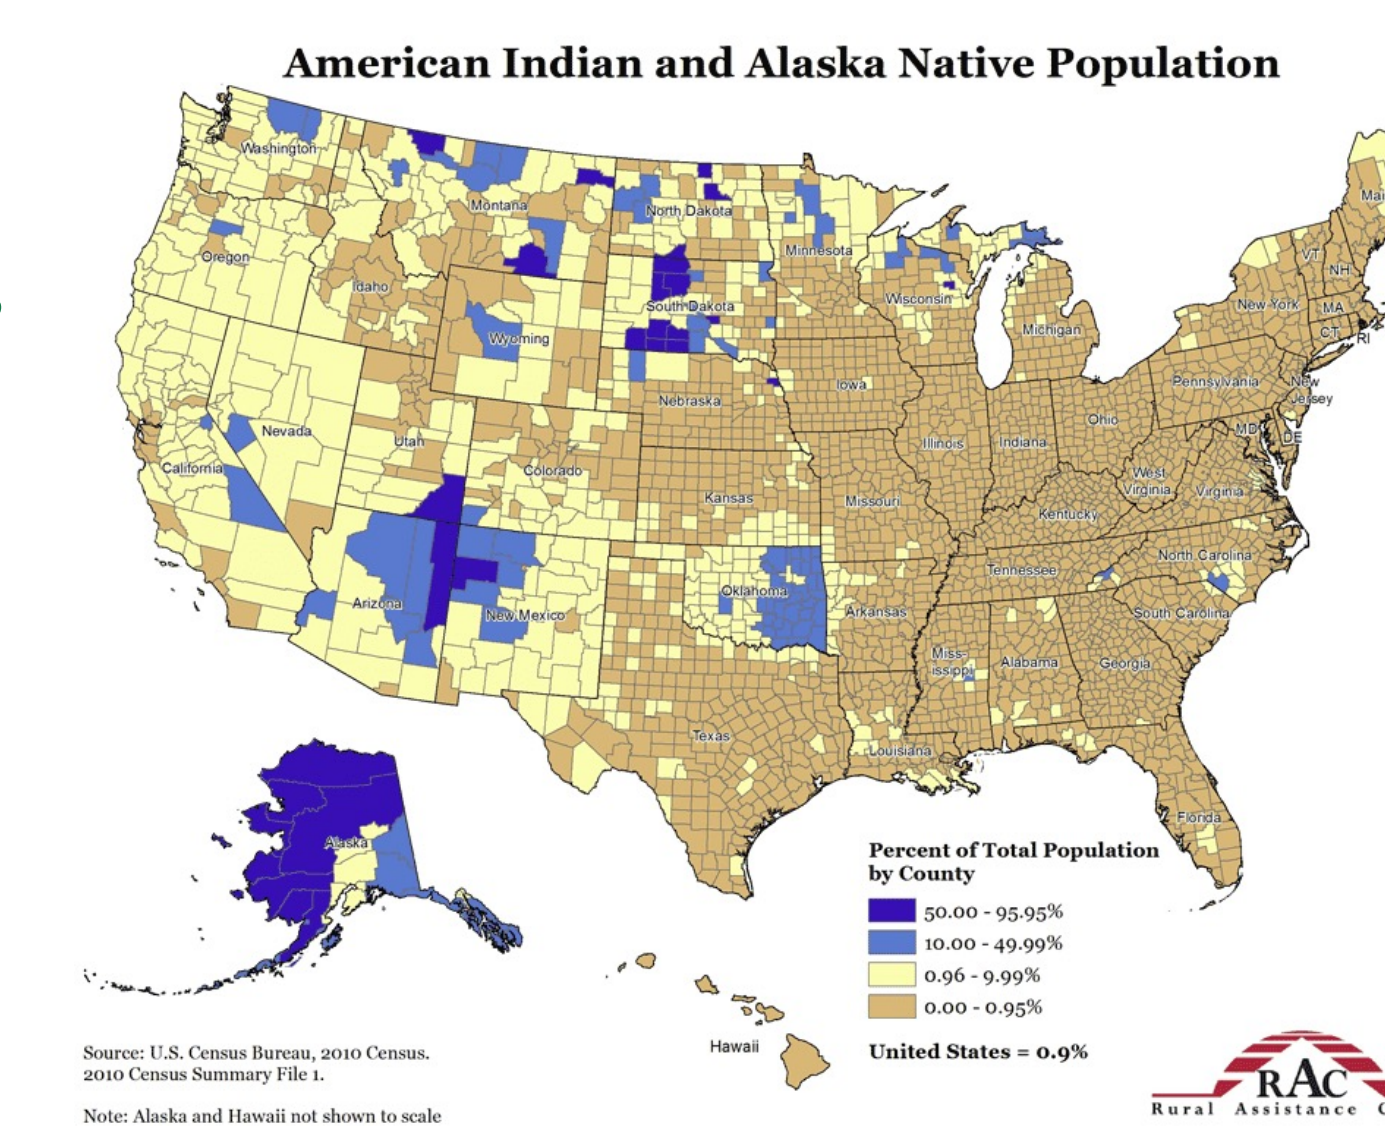 American Indian and Alaska Native Population
Washington
Montana
North Dakota
Minnesota
Mai
Oregon
Idaho
Wyoming
South Dakota
Wisconsin
Michigan
VT
NH
New York
MA
CT
RI
Nevada
Utah
California
Colorado
Nebraska
Iowa
Illinois
Indiana
Ohio
Pennsylvania
New
Jersey
MD
DE
Kansas
Missouri
West
Virginia
Virginia
Kentucky
Arizona
New Mexico
Oklahoma
Arkansas
Tennessee
North Carolina
South Carolina
Miss-
issippi
Alabama
Georgia
Texas
Louisiana
Florida
Alaska
Hawaii
Percent of Total Population
by County
50.00 - 95.95%
10.00 - 49.99%
0.96 - 9.99%
0.00 - 0.95%
United States = 0.9%
Source: U.S. Census Bureau, 2010 Census.
2010 Census Summary File 1.
Note: Alaska and Hawaii not shown to scale
RAC
Rural Assistance C